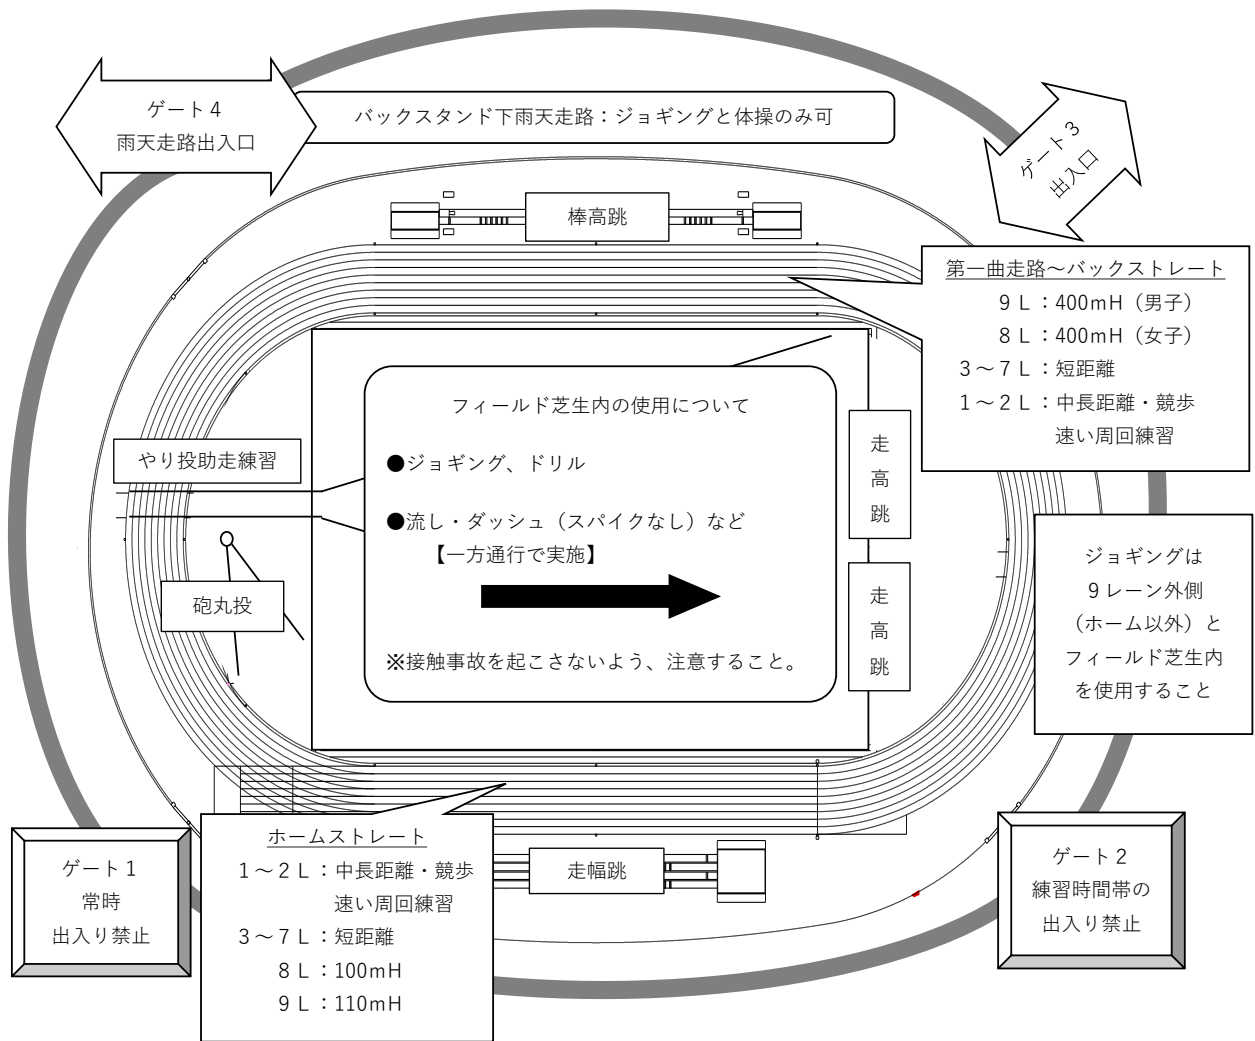 ゲート４
雨天走路出入口
バックスタンド下雨天走路：ジョギングと体操のみ可
ゲート３
出入口
棒高跳
第一曲走路～バックストレート
９Ｌ：400mH（男子）
８Ｌ：400mH（女子）
３～７Ｌ：短距離
１～２Ｌ：中長距離・競歩
速い周回練習
フィールド芝生内の使用について
●ジョギング、ドリル
●流し・ダッシュ（スパイクなし）など
【一方通行で実施】
※接触事故を起こさないよう、注意すること。
やり投助走練習
砲丸投
走高跳
走高跳
ジョギングは
９レーン外側
（ホーム以外）と
フィールド芝生内
を使用すること
ホームストレート
１～２Ｌ：中長距離・競歩
速い周回練習
３～７Ｌ：短距離
８Ｌ：100mH
９Ｌ：110mH
走幅跳
ゲート１
常時
出入り禁止
ゲート２
練習時間帯の
出入り禁止